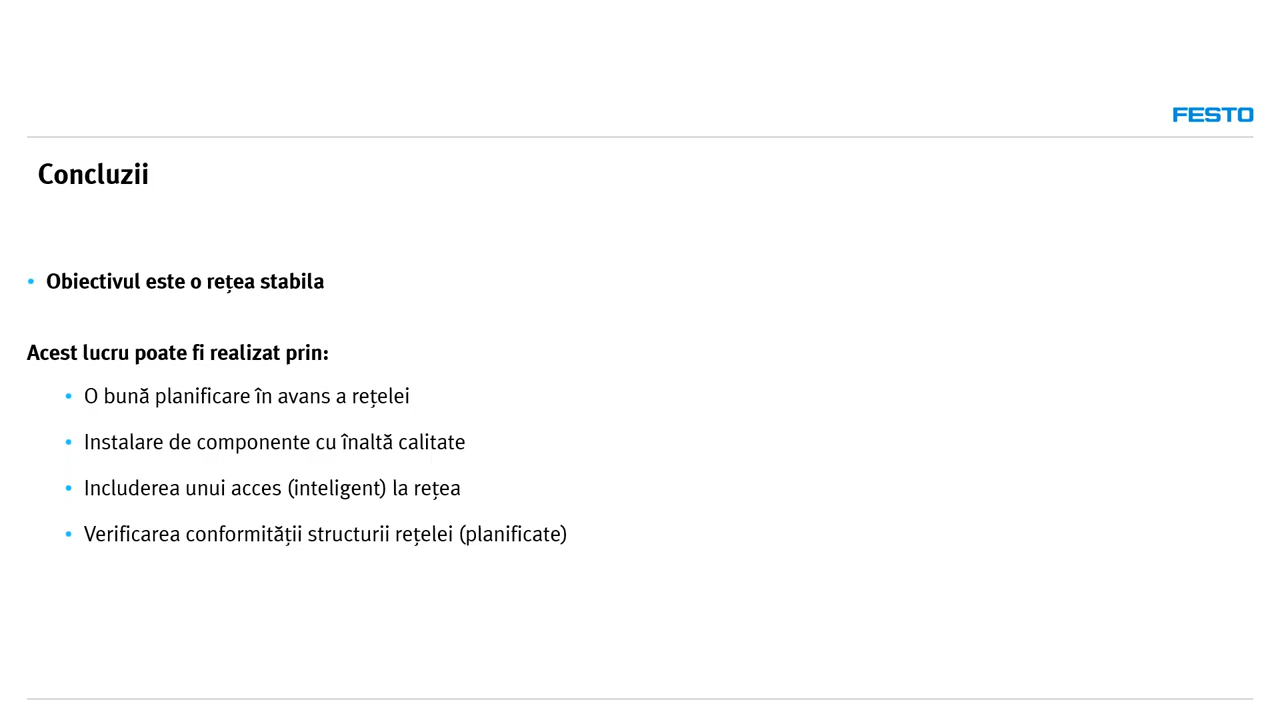 FESTO
Concluzii
• Obiectivul este o rețea stabila
Acest lucru poate fi realizat prin:
• O bună planificare în avans a rețelei
• Instalare de componente cu înaltă calitate
• Includerea unui acces (inteligent) la rețea
• Verificarea conformității structurii rețelei (planificate)